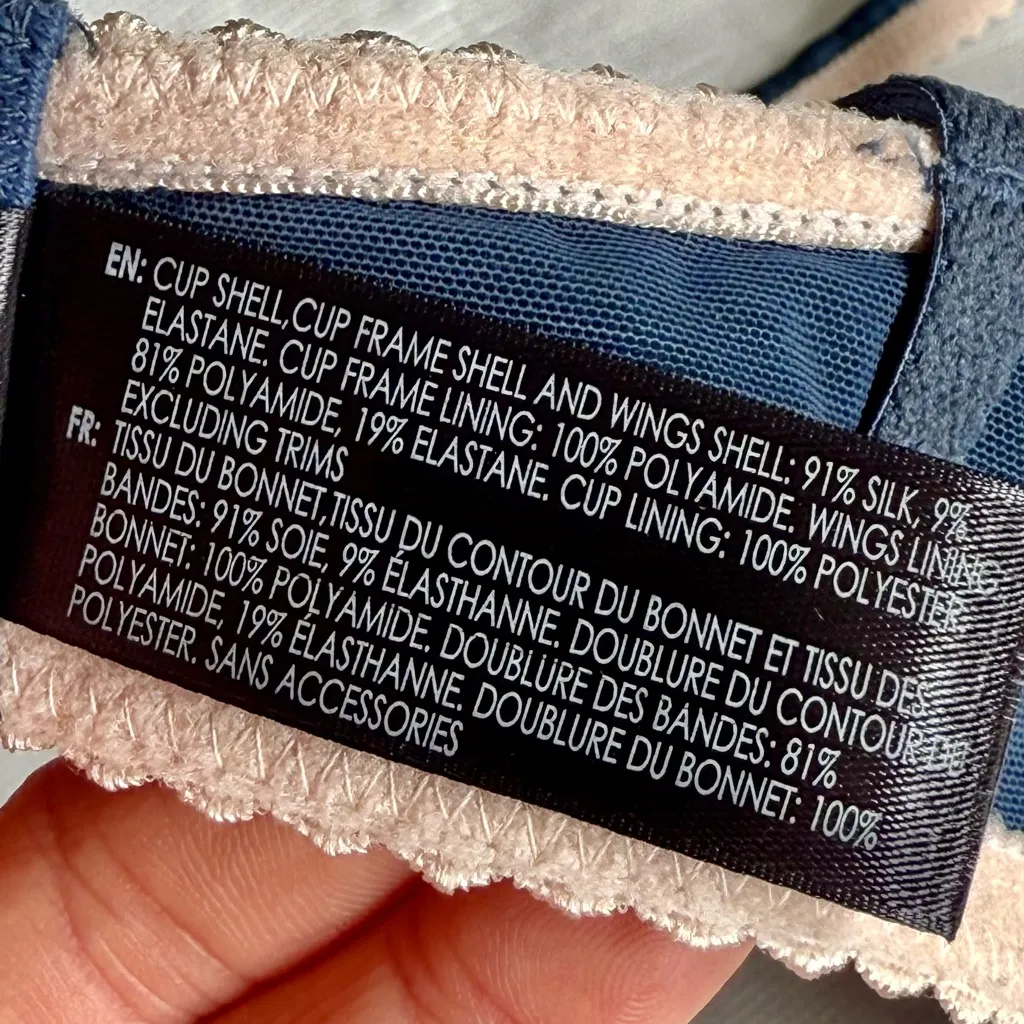 EN: CUP SHELL,CUP FRAME SHELL AND WINGS SHELL: 91% SILK, 9%
ELASTANE. CUP FRAME LINING: 100% POLYAMIDE. WINGS LINING
81% POLYAMIDE, 19% ELASTANE. CUP LINING: 100% POLYESTER
EXCLUDING TRIMS
FR: TISSU DU BONNET,TISSU DU CONTOUR DU BONNET ET TISSU DES
BANDES: 91% SOIE, 9% ÉLASTHANNE. DOUBLURE DU CONTOUR DU
BONNET: 100% POLYAMIDE. DOUBLURE DES BANDES: 81%
POLYAMIDE, 19% ÉLASTHANNE. DOUBLURE DU BONNET: 100%
POLYESTER. SANS ACCESSORIES